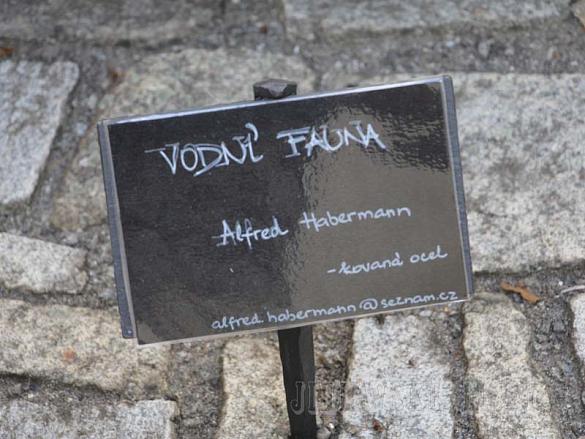 VODNÍ FAUNA
Alfred Habermann
- kovaná ocel
alfred.habermann@seznam.cz